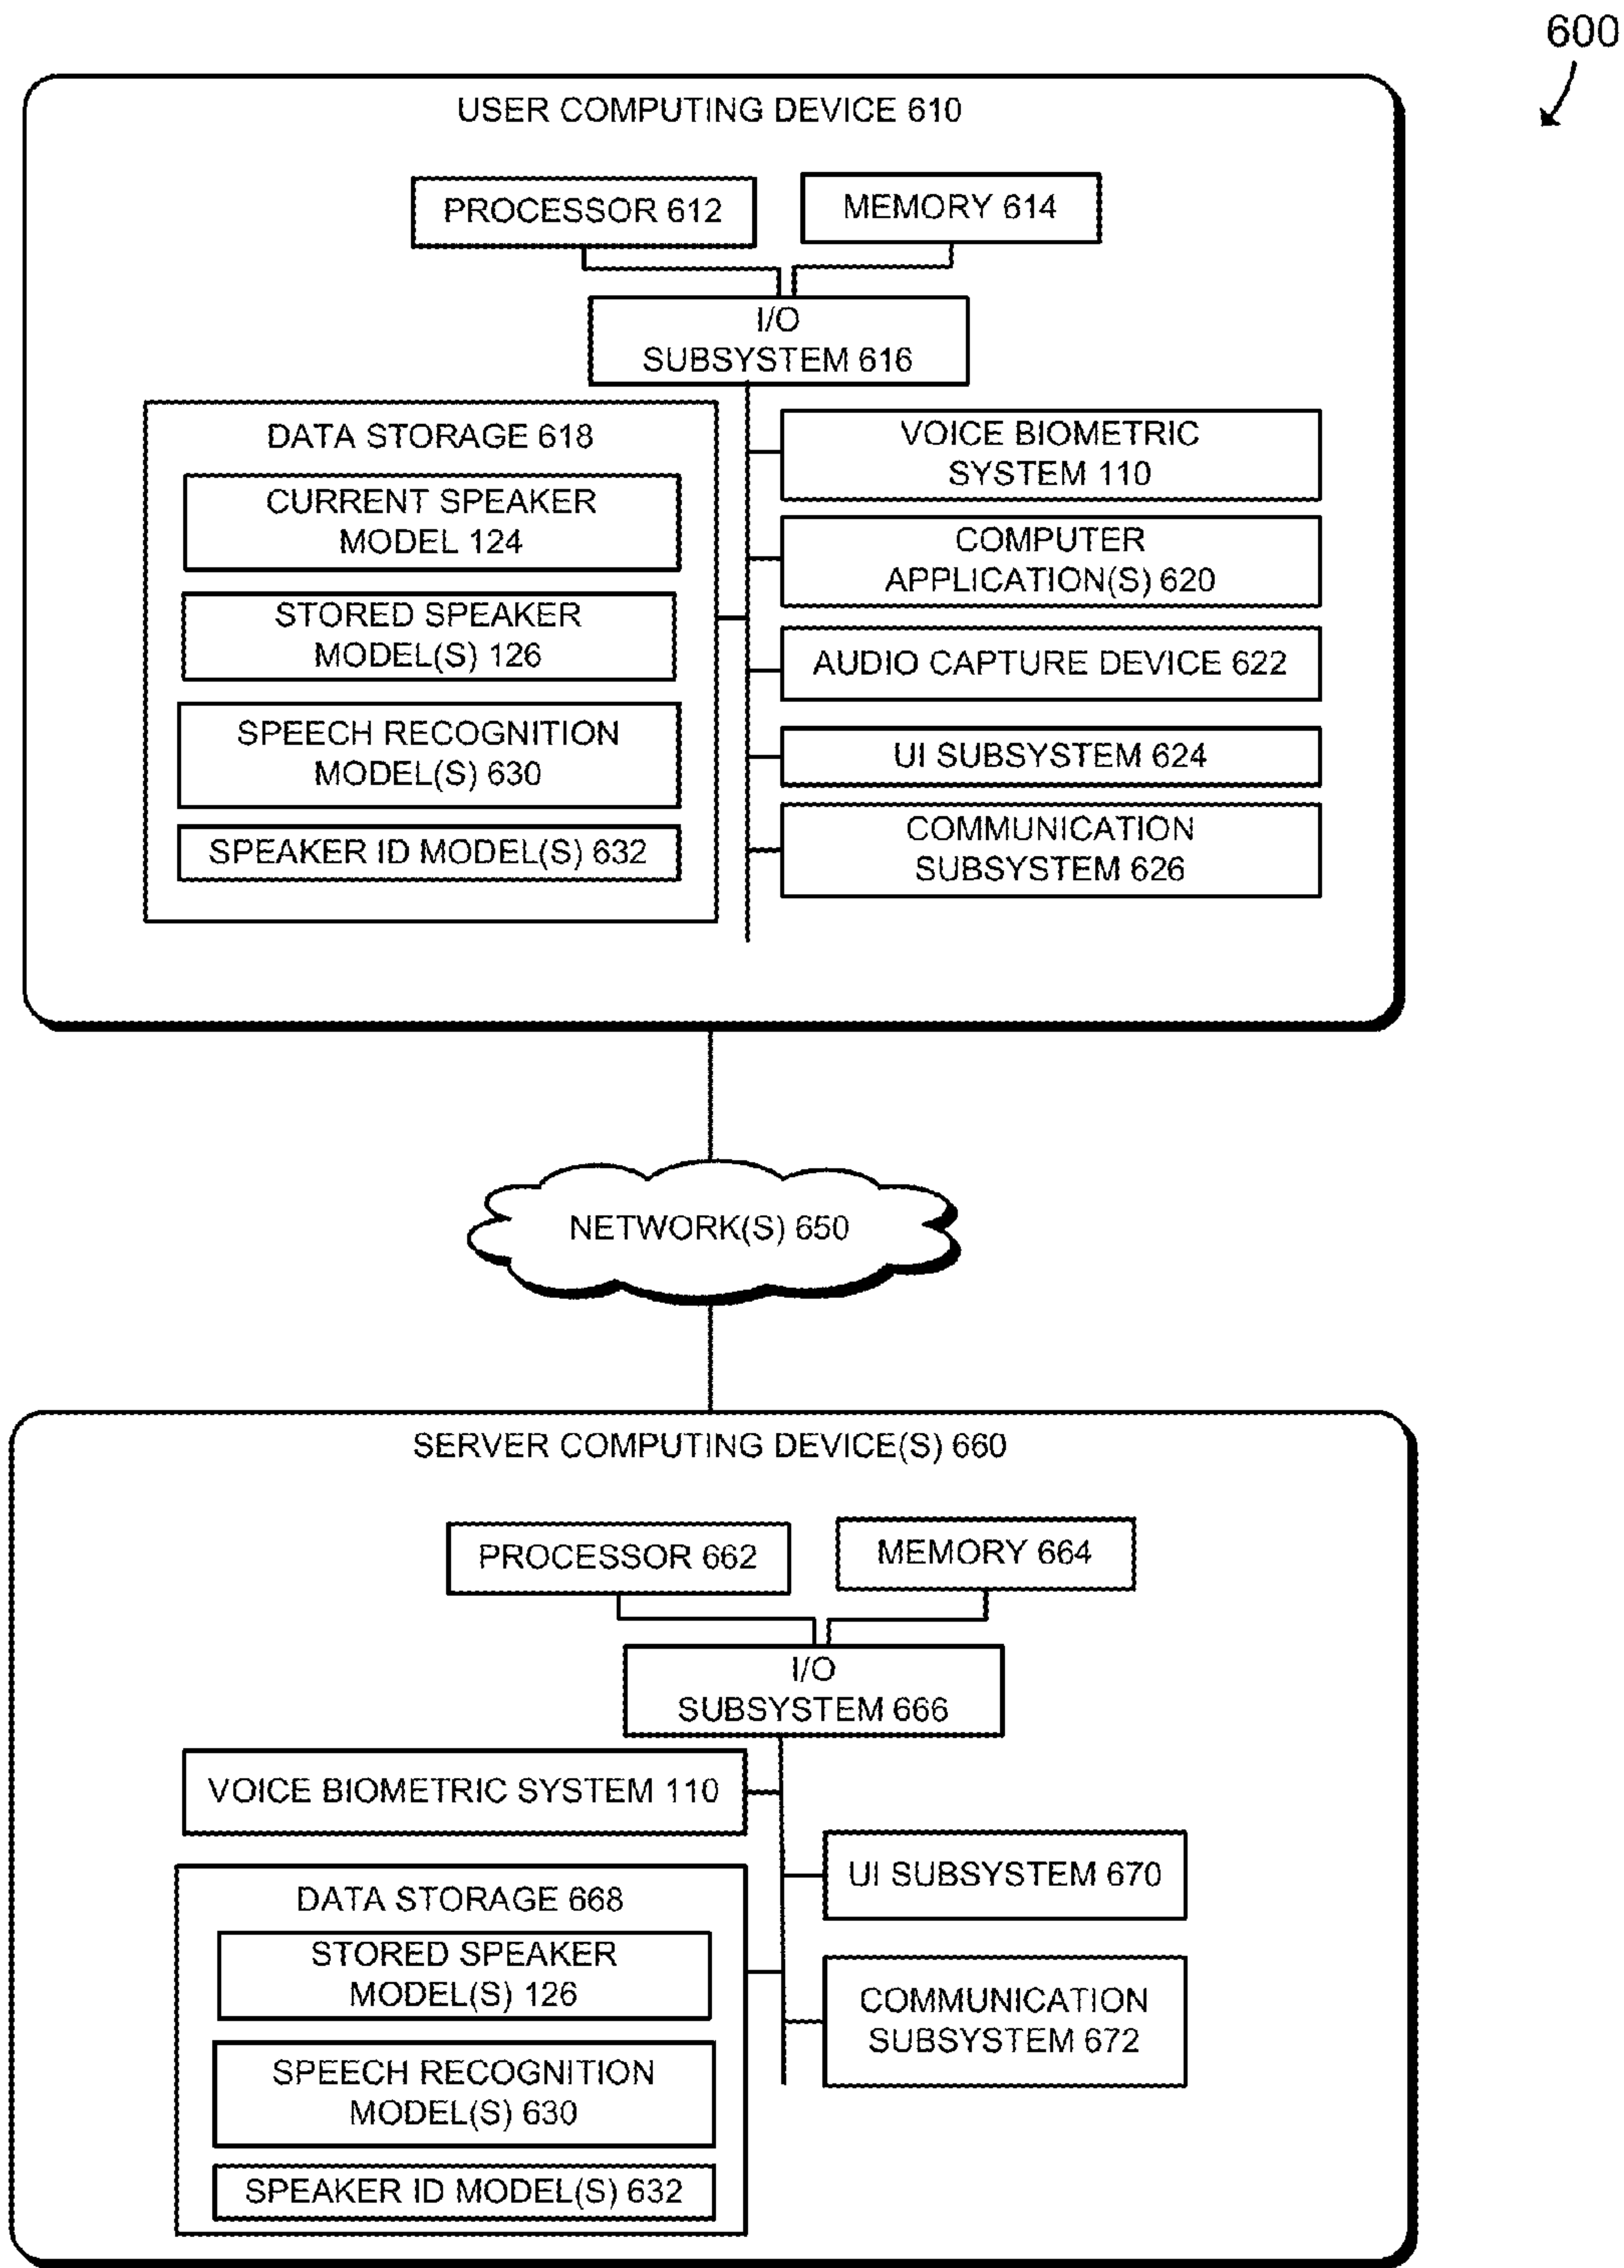 600
USER COMPUTING DEVICE 610
PROCESSOR 612
MEMORY 614
I/O
SUBSYSTEM 616
DATA STORAGE 618
CURRENT SPEAKER
MODEL 124
STORED SPEAKER
MODEL(S) 126
SPEECH RECOGNITION
MODEL(S) 630
SPEAKER ID MODEL(S) 632
VOICE BIOMETRIC
SYSTEM 110
COMPUTER
APPLICATION(S) 620
AUDIO CAPTURE DEVICE 622
UI SUBSYSTEM 624
COMMUNICATION
SUBSYSTEM 626
NETWORK(S) 650
SERVER COMPUTING DEVICE(S) 660
PROCESSOR 662
MEMORY 664
I/O
SUBSYSTEM 666
VOICE BIOMETRIC SYSTEM 110
DATA STORAGE 668
STORED SPEAKER
MODEL(S) 126
SPEECH RECOGNITION
MODEL(S) 630
SPEAKER ID MODEL(S) 632
UI SUBSYSTEM 670
COMMUNICATION
SUBSYSTEM 672